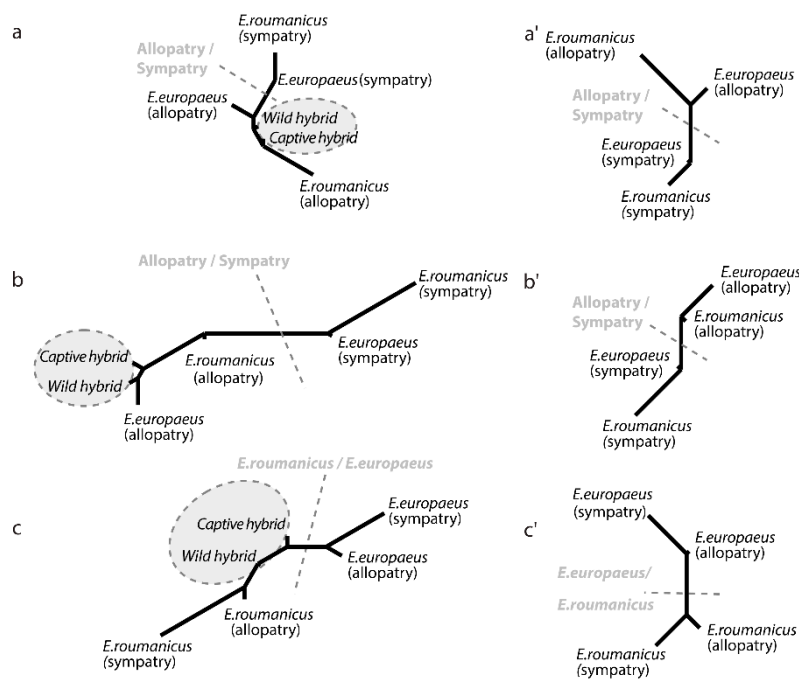 a
E.roumanicus
(sympatry)
Allopatry /
Sympatry
E.europaeus (sympatry)
E.europaeus
(allopatry)
Wild hybrid
Captive hybrid
E.roumanicus
(allopatry)
a'
E.roumanicus
(allopatry)
E.europaeus
(allopatry)
Allopatry /
Sympatry
E.europaeus
(sympatry)
E.roumanicus
(sympatry)
b
Allopatry / Sympatry
E.roumanicus
(sympatry)
Captive hybrid
Wild hybrid
E.roumanicus
(allopatry)
E.europaeus
(sympatry)
E.europaeus
(allopatry)
b'
E.europaeus
(allopatry)
Allopatry /
Sympatry
E.roumanicus
(allopatry)
E.europaeus
(sympatry)
E.roumanicus
(sympatry)
c
E.roumanicus / E.europaeus
E.europaeus
(sympatry)
Captive hybrid
Wild hybrid
E.europaeus
(allopatry)
E.roumanicus
(allopatry)
E.roumanicus
(sympatry)
c'
E.europaeus
(sympatry)
E.europaeus
(allopatry)
E.europaeus/
E.roumanicus
E.roumanicus
(allopatry)
E.roumanicus
(sympatry)